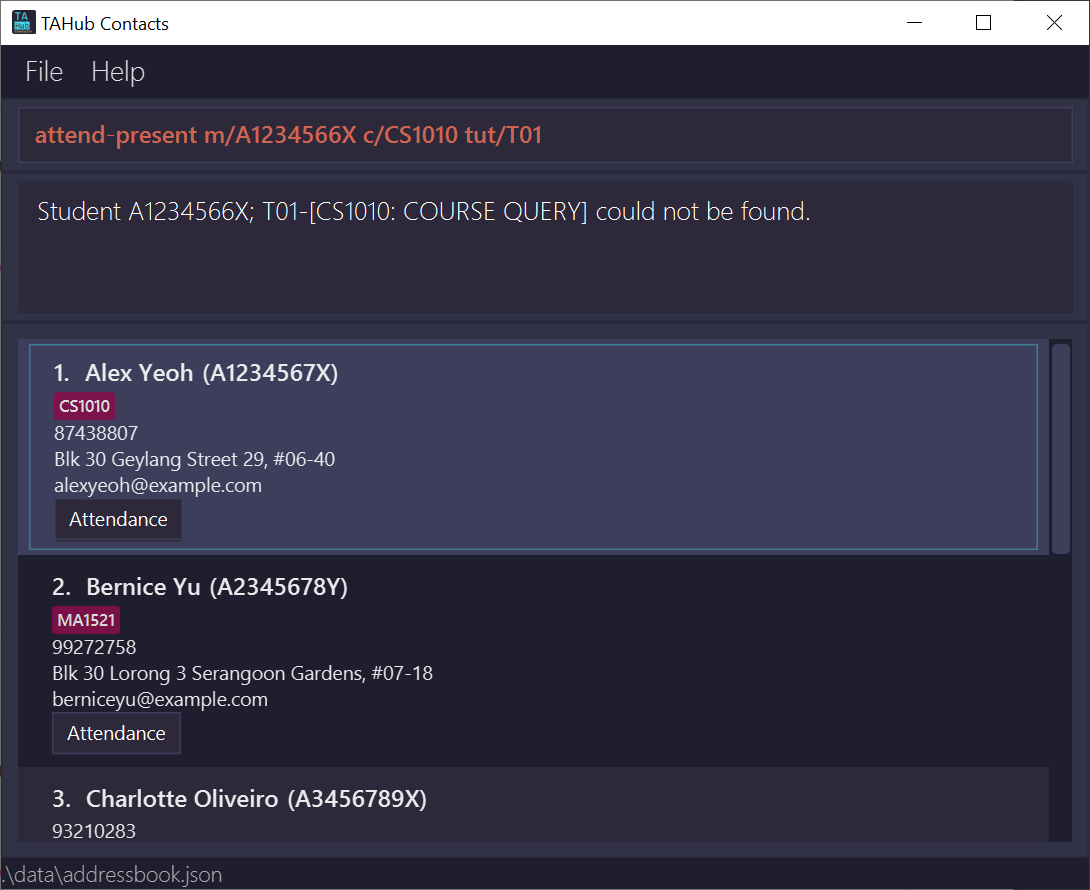 TAHub Contacts
File Help
attend-present m/A1234566X c/CS1010 tut/T01
Student A1234566X; T01-[CS1010: COURSE QUERY] could not be found.
1. Alex Yeoh (A1234567X)
CS1010
87438807
Blk 30 Geylang Street 29, #06-40
alexyeoh@example.com
Attendance
2. Bernice Yu (A2345678Y)
MA1521
99272758
Blk 30 Lorong 3 Serangoon Gardens, #07-18
berniceyu@example.com
Attendance
3. Charlotte Oliveiro (A3456789X)
93210283
.\data\addressbook.json